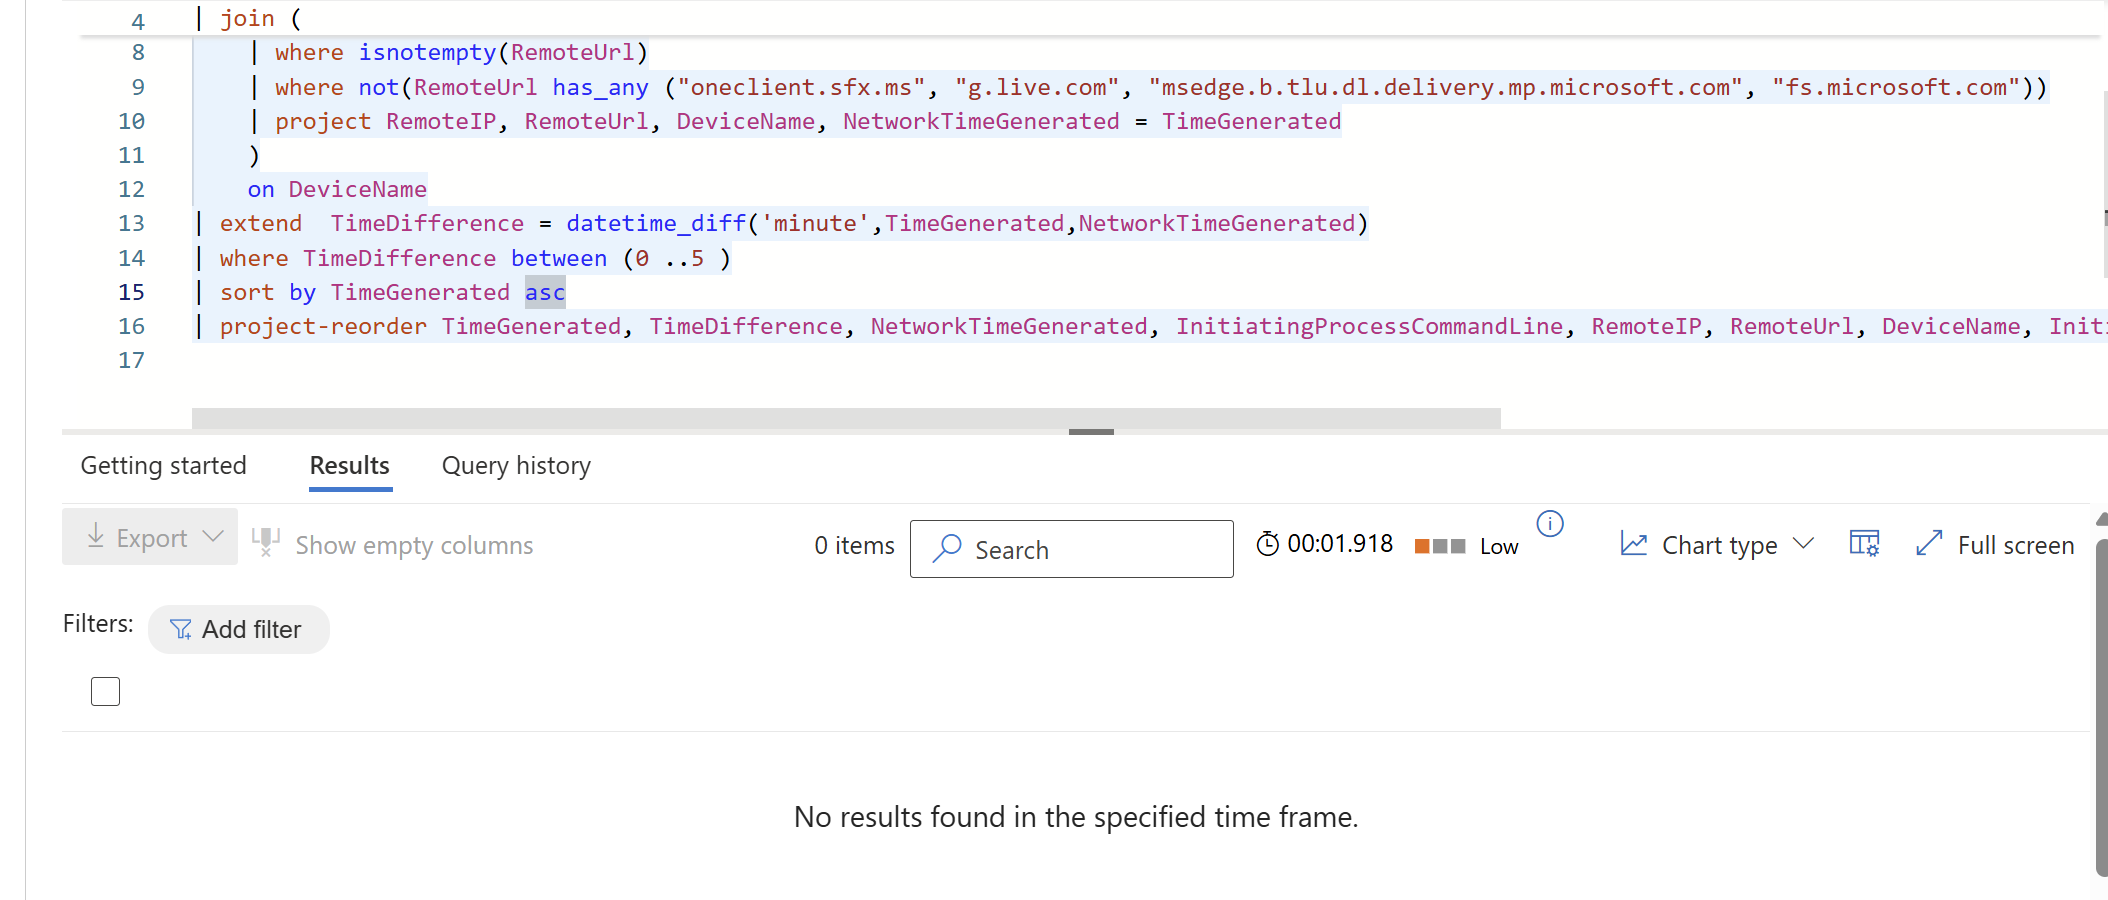 4 | join (
8 | where isnotempty(RemoteUrl)
9 | where not(RemoteUrl has_any ("oneclient.sfx.ms", "g.live.com", "msedge.b.tlu.dl.delivery.mp.microsoft.com", "fs.microsoft.com"))
10 | project RemoteIP, RemoteUrl, DeviceName, NetworkTimeGenerated = TimeGenerated
11 )
12 on DeviceName
13 | extend  TimeDifference = datetime_diff('minute',TimeGenerated,NetworkTimeGenerated)
14 | where TimeDifference between (0 ..5 )
15 | sort by TimeGenerated asc
16 | project-reorder TimeGenerated, TimeDifference, NetworkTimeGenerated, InitiatingProcessCommandLine, RemoteIP, RemoteUrl, DeviceName, Initi
17
Getting started Results Query history
Export Show empty columns 0 items Search 00:01.918 Low Chart type Full screen
Filters: Add filter
No results found in the specified time frame.